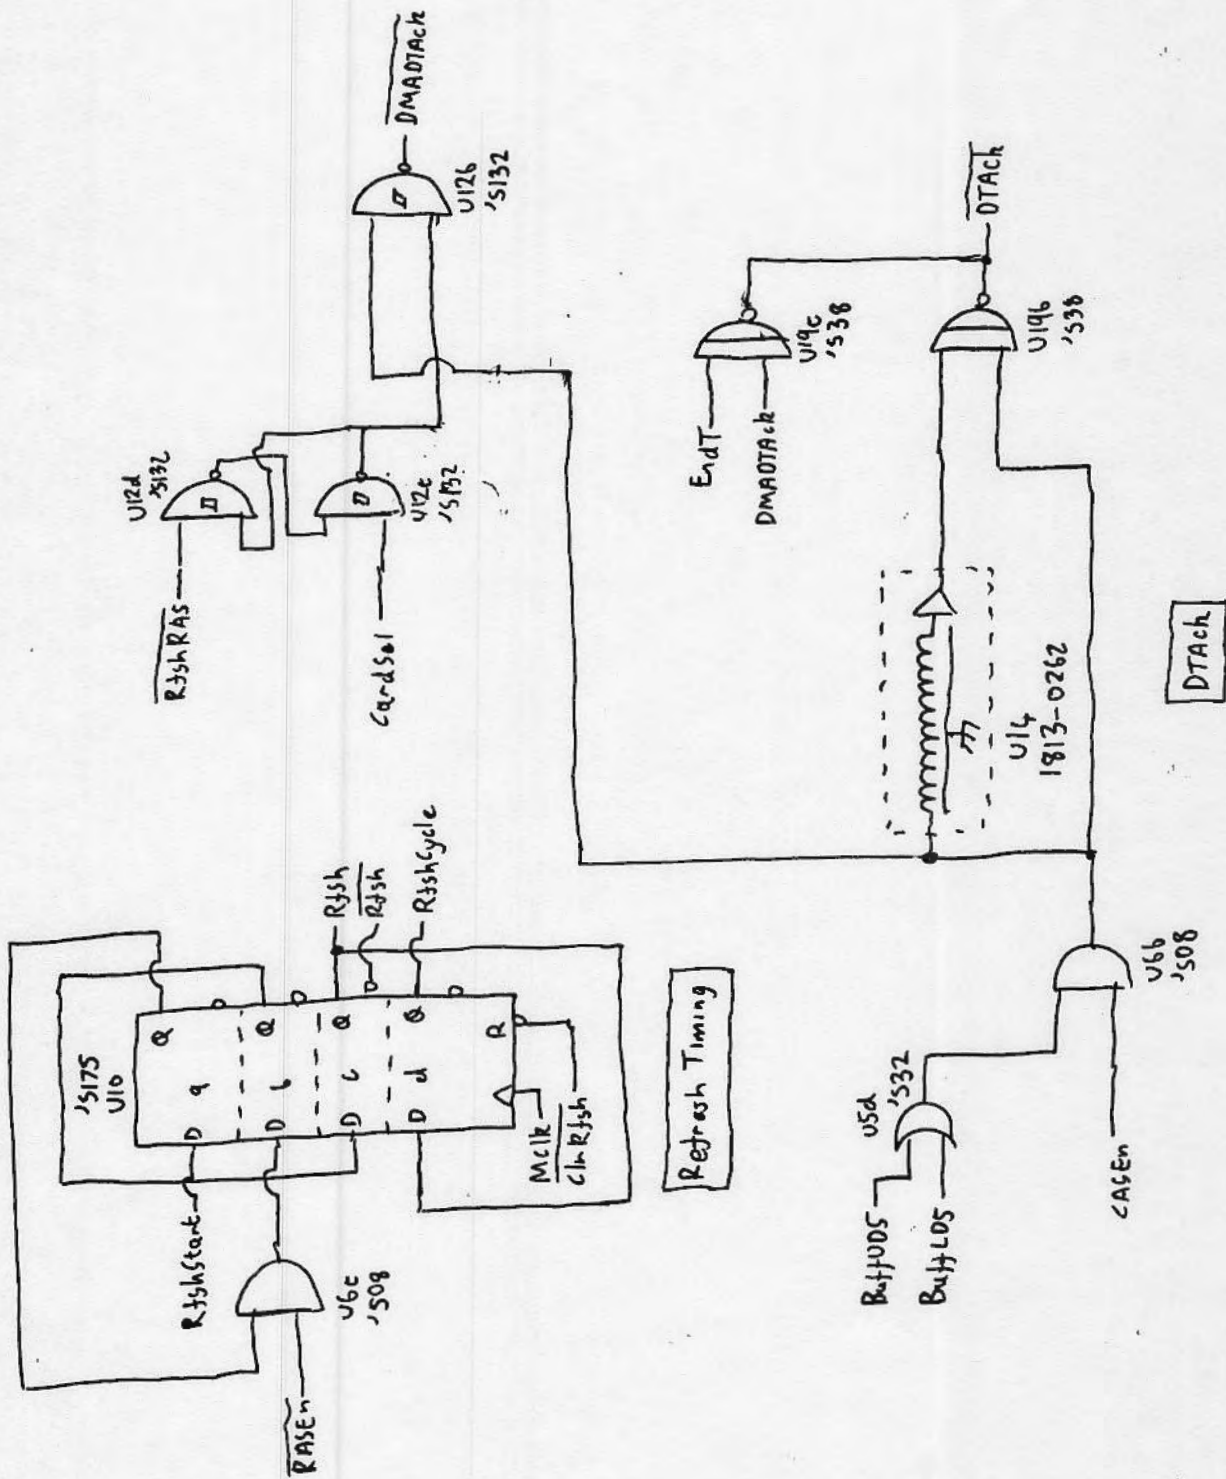 'S175
U10
RfshStart
D
D
D
D
a
b
c
d
Q
Q
Q
Q
R
Rfsh
Rfsh
RfshCycle
Mclk
ClrRfsh
RASEn
U6c
'S08
Refresh Timing
RfshRAS
U12d
'S132
CardSel
U12c
'S132
U12b
'S132
DMADTAck
BuffUDS
BuffLDS
U5d
'S32
CASEn
U6b
'S08
U14
1813-0262
EndT
DMADTAck
U19c
'S38
U19b
'S38
DTAck
DTAck